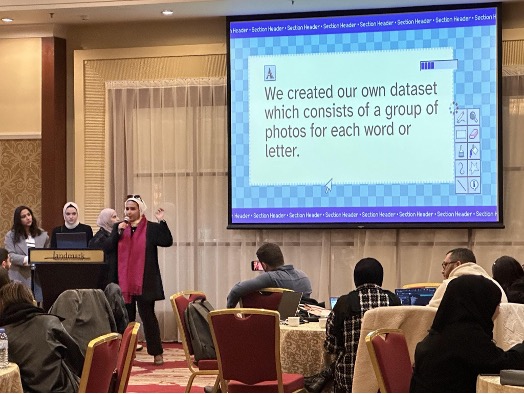 Section Header • Section Header • Section Header • Section Header • Section Header • Section Header
A
We created our own dataset
which consists of a group of
photos for each word or
letter.
Section Header • Section Header • Section Header • Section Header • Section Header • Section Header
Landmark